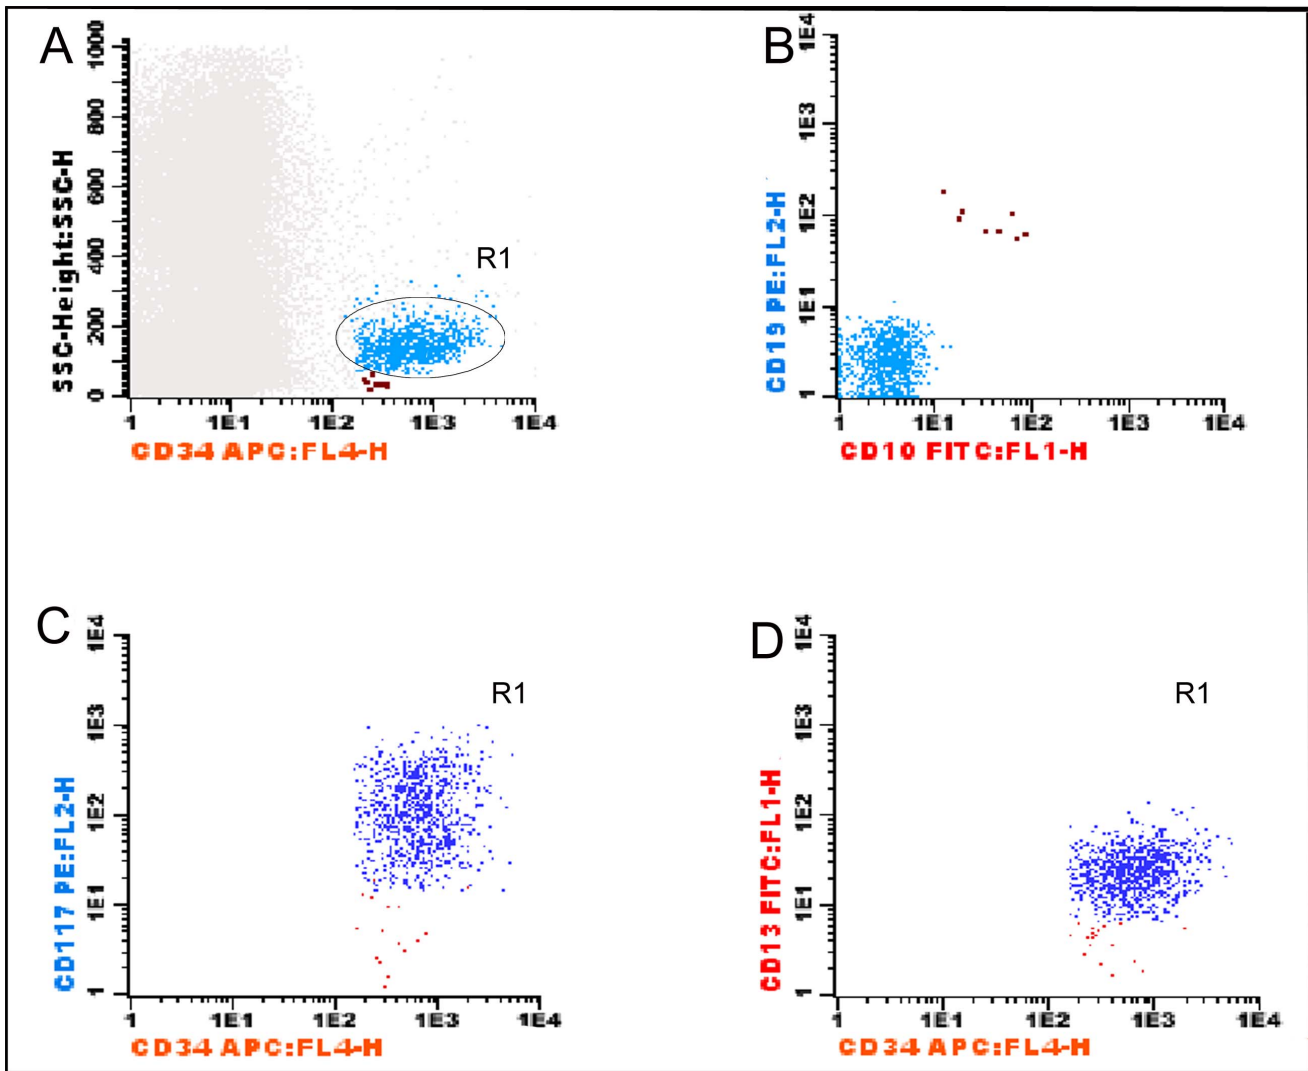 A
1000
800
600
400
200
0
SSC-Height:SSC-H
R1
1 1E1 1E2 1E3 1E4
CD34 APC:FL4-H
B
1E4
1E3
1E2
1E1
1
CD19 PE:FL2-H
1 1E1 1E2 1E3 1E4
CD10 FITC:FL1-H
C
1E4
1E3
1E2
1E1
1
CD117 PE:FL2-H
R1
1 1E1 1E2 1E3 1E4
CD34 APC:FL4-H
D
1E4
1E3
1E2
1E1
1
CD13 FITC:FL1-H
R1
1 1E1 1E2 1E3 1E4
CD34 APC:FL4-H